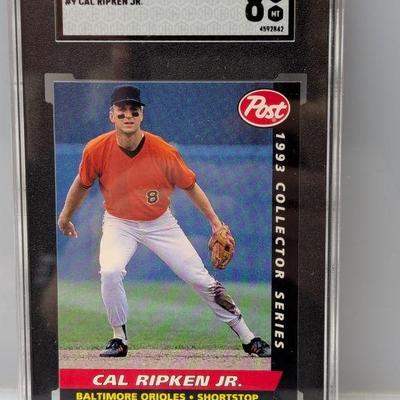 #9 CAL RIPKEN JR.
8
MT
4592842
Post
1993 COLLECTOR SERIES
8
CAL RIPKEN JR.
BALTIMORE ORIOLES • SHORTSTOP